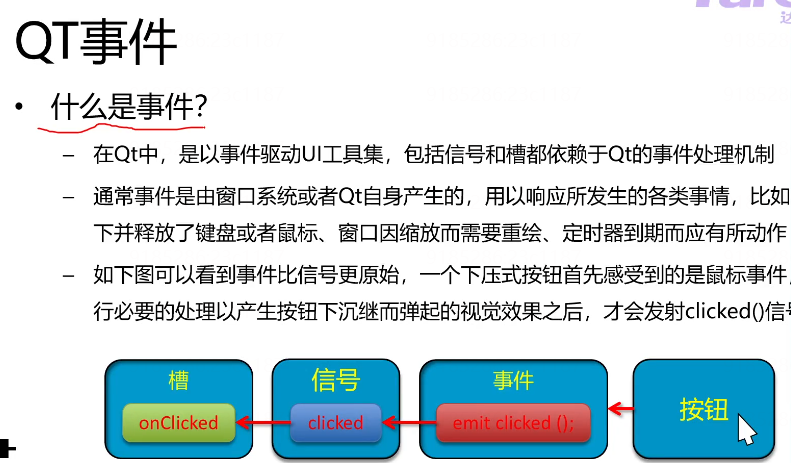 QT事件
• 什么是事件?
– 在Qt中，是以事件驱动UI工具集，包括信号和槽都依赖于Qt的事件处理机制
– 通常事件是由窗口系统或者Qt自身产生的，用以响应所发生的各类事情，比如
下并释放了键盘或者鼠标、窗口因缩放而需要重绘、定时器到期而应有所动作
– 如下图可以看到事件比信号更原始，一个下压式按钮首先感受到的是鼠标事件，
行必要的处理以产生按钮下沉继而弹起的视觉效果之后，才会发射clicked()信号
槽 信号 事件 按钮
onClicked clicked emit clicked ();